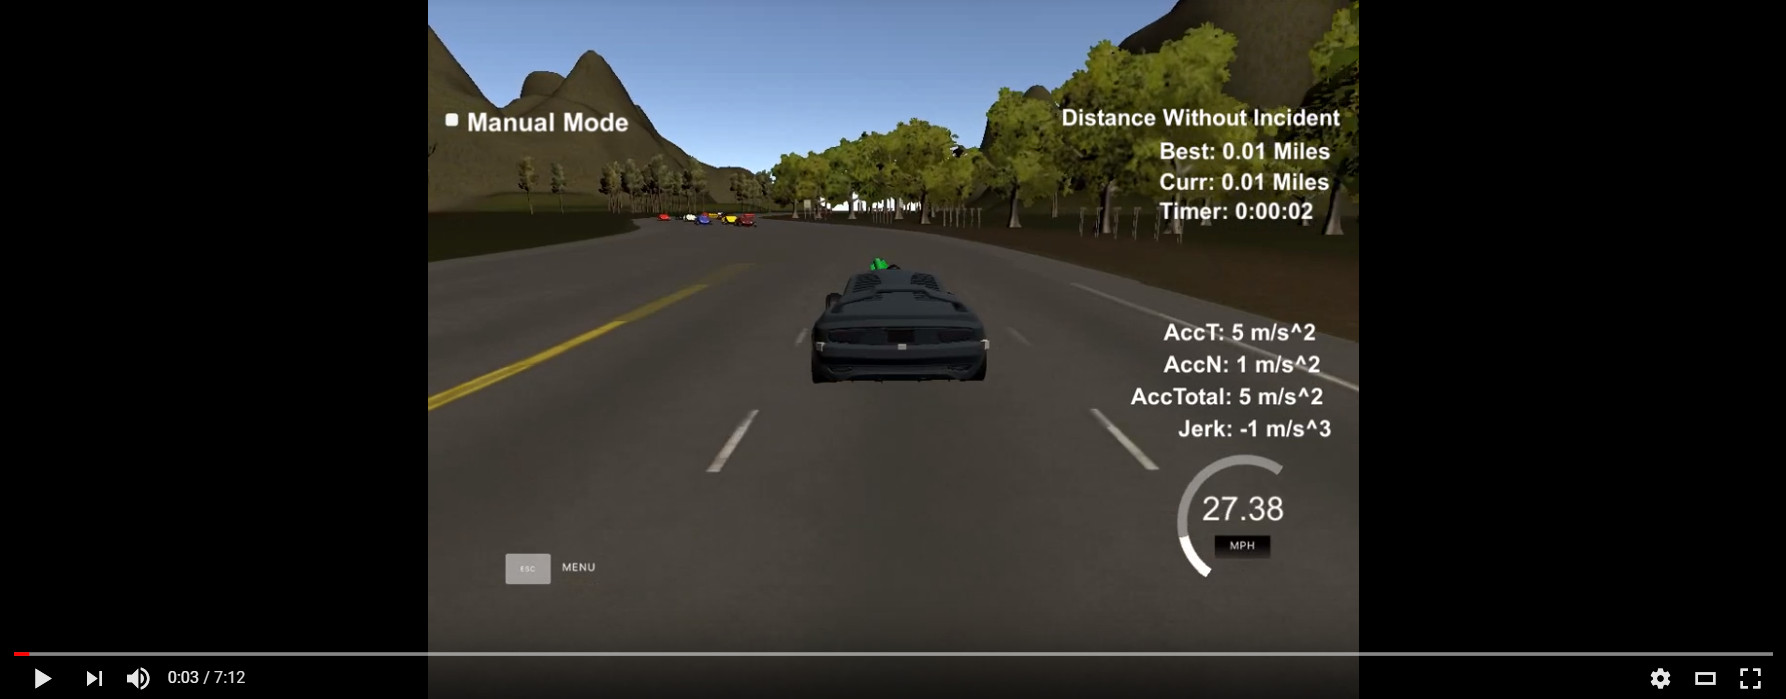 Manual Mode
Distance Without Incident
Best: 0.01 Miles
Curr: 0.01 Miles
Timer: 0:00:02
AccT: 5 m/s^2
AccN: 1 m/s^2
AccTotal: 5 m/s^2
Jerk: -1 m/s^3
27.38
MPH
ESC MENU
0:03 / 7:12